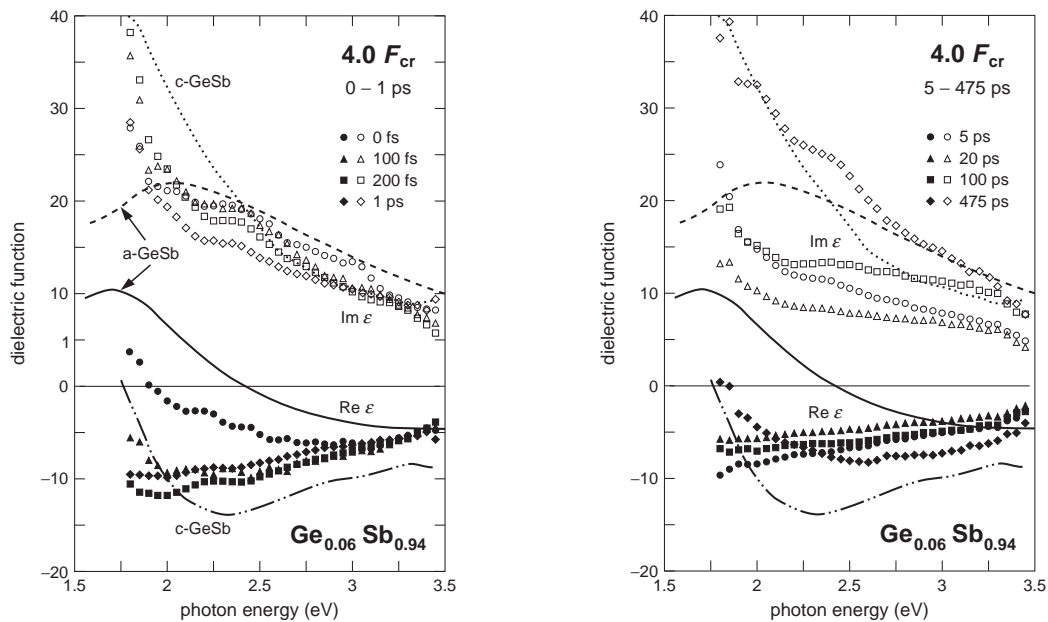 40
30
20
10
1
0
−10
−20
dielectric function
1.5
2
2.5
3
3.5
photon energy (eV)
4.0 Fcr
0 – 1 ps
0 fs
100 fs
200 fs
1 ps
c-GeSb
a-GeSb
Im ε
Re ε
c-GeSb
Ge0.06 Sb0.94
40
30
20
10
0
−10
−20
dielectric function
1.5
2
2.5
3
3.5
photon energy (eV)
4.0 Fcr
5 – 475 ps
5 ps
20 ps
100 ps
475 ps
Im ε
Re ε
Ge0.06 Sb0.94